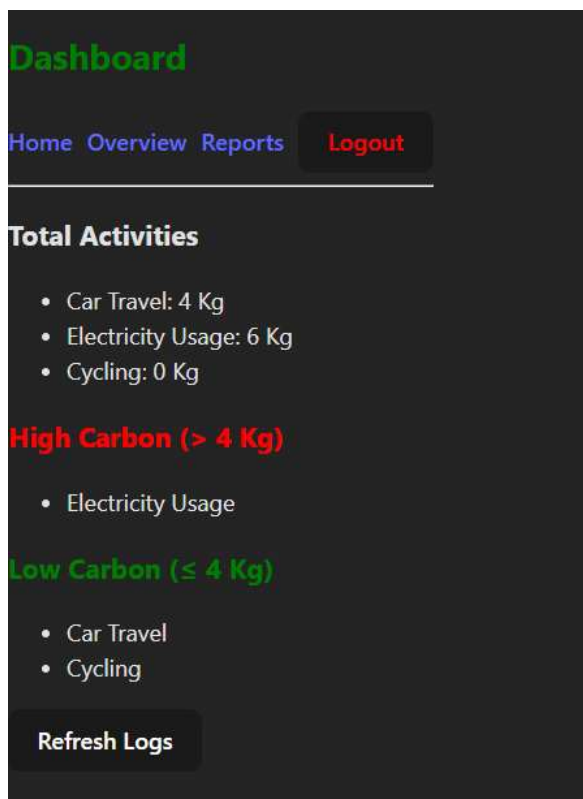 Dashboard
Home Overview Reports Logout
Total Activities
• Car Travel: 4 Kg
• Electricity Usage: 6 Kg
• Cycling: 0 Kg
High Carbon (> 4 Kg)
• Electricity Usage
Low Carbon (≤ 4 Kg)
• Car Travel
• Cycling
Refresh Logs